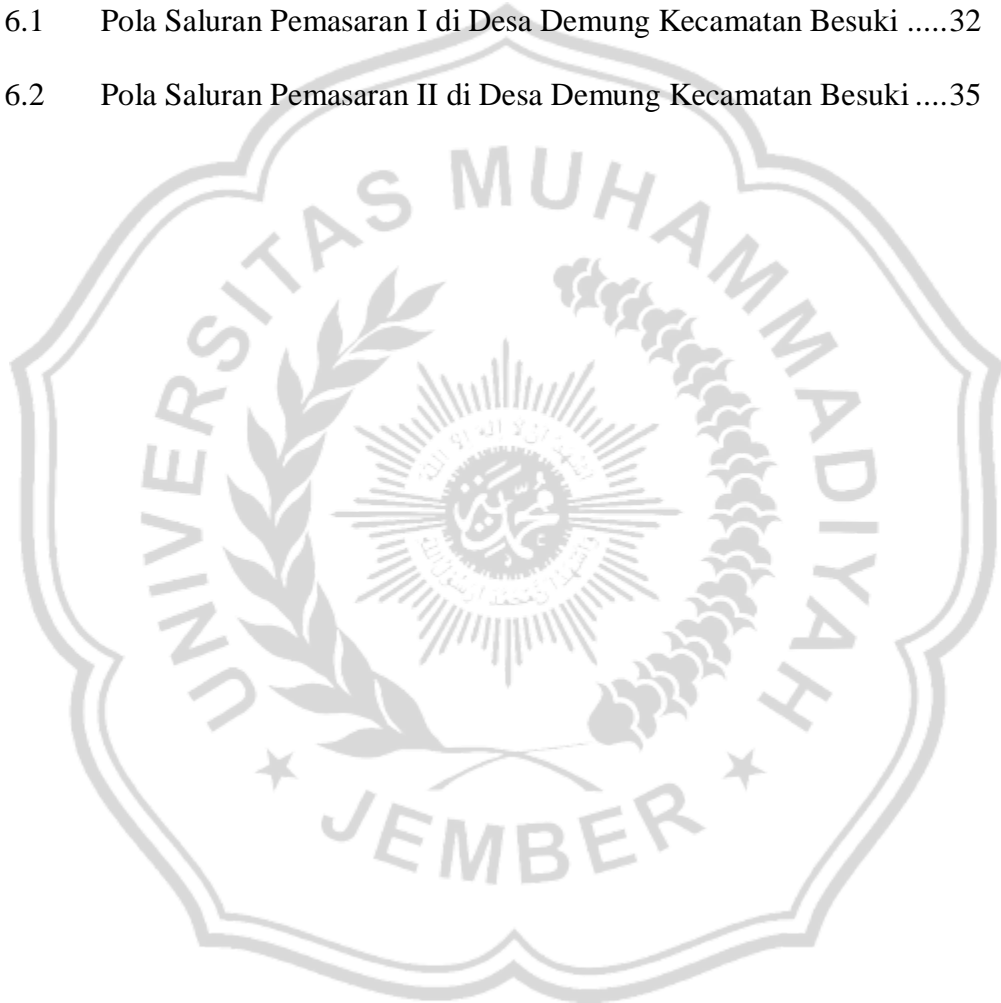 6.1 Pola Saluran Pemasaran I di Desa Demung Kecamatan Besuki .....32
6.2 Pola Saluran Pemasaran II di Desa Demung Kecamatan Besuki ....35
UNIVERSITAS MUHAMMADIYAH
JEMBER